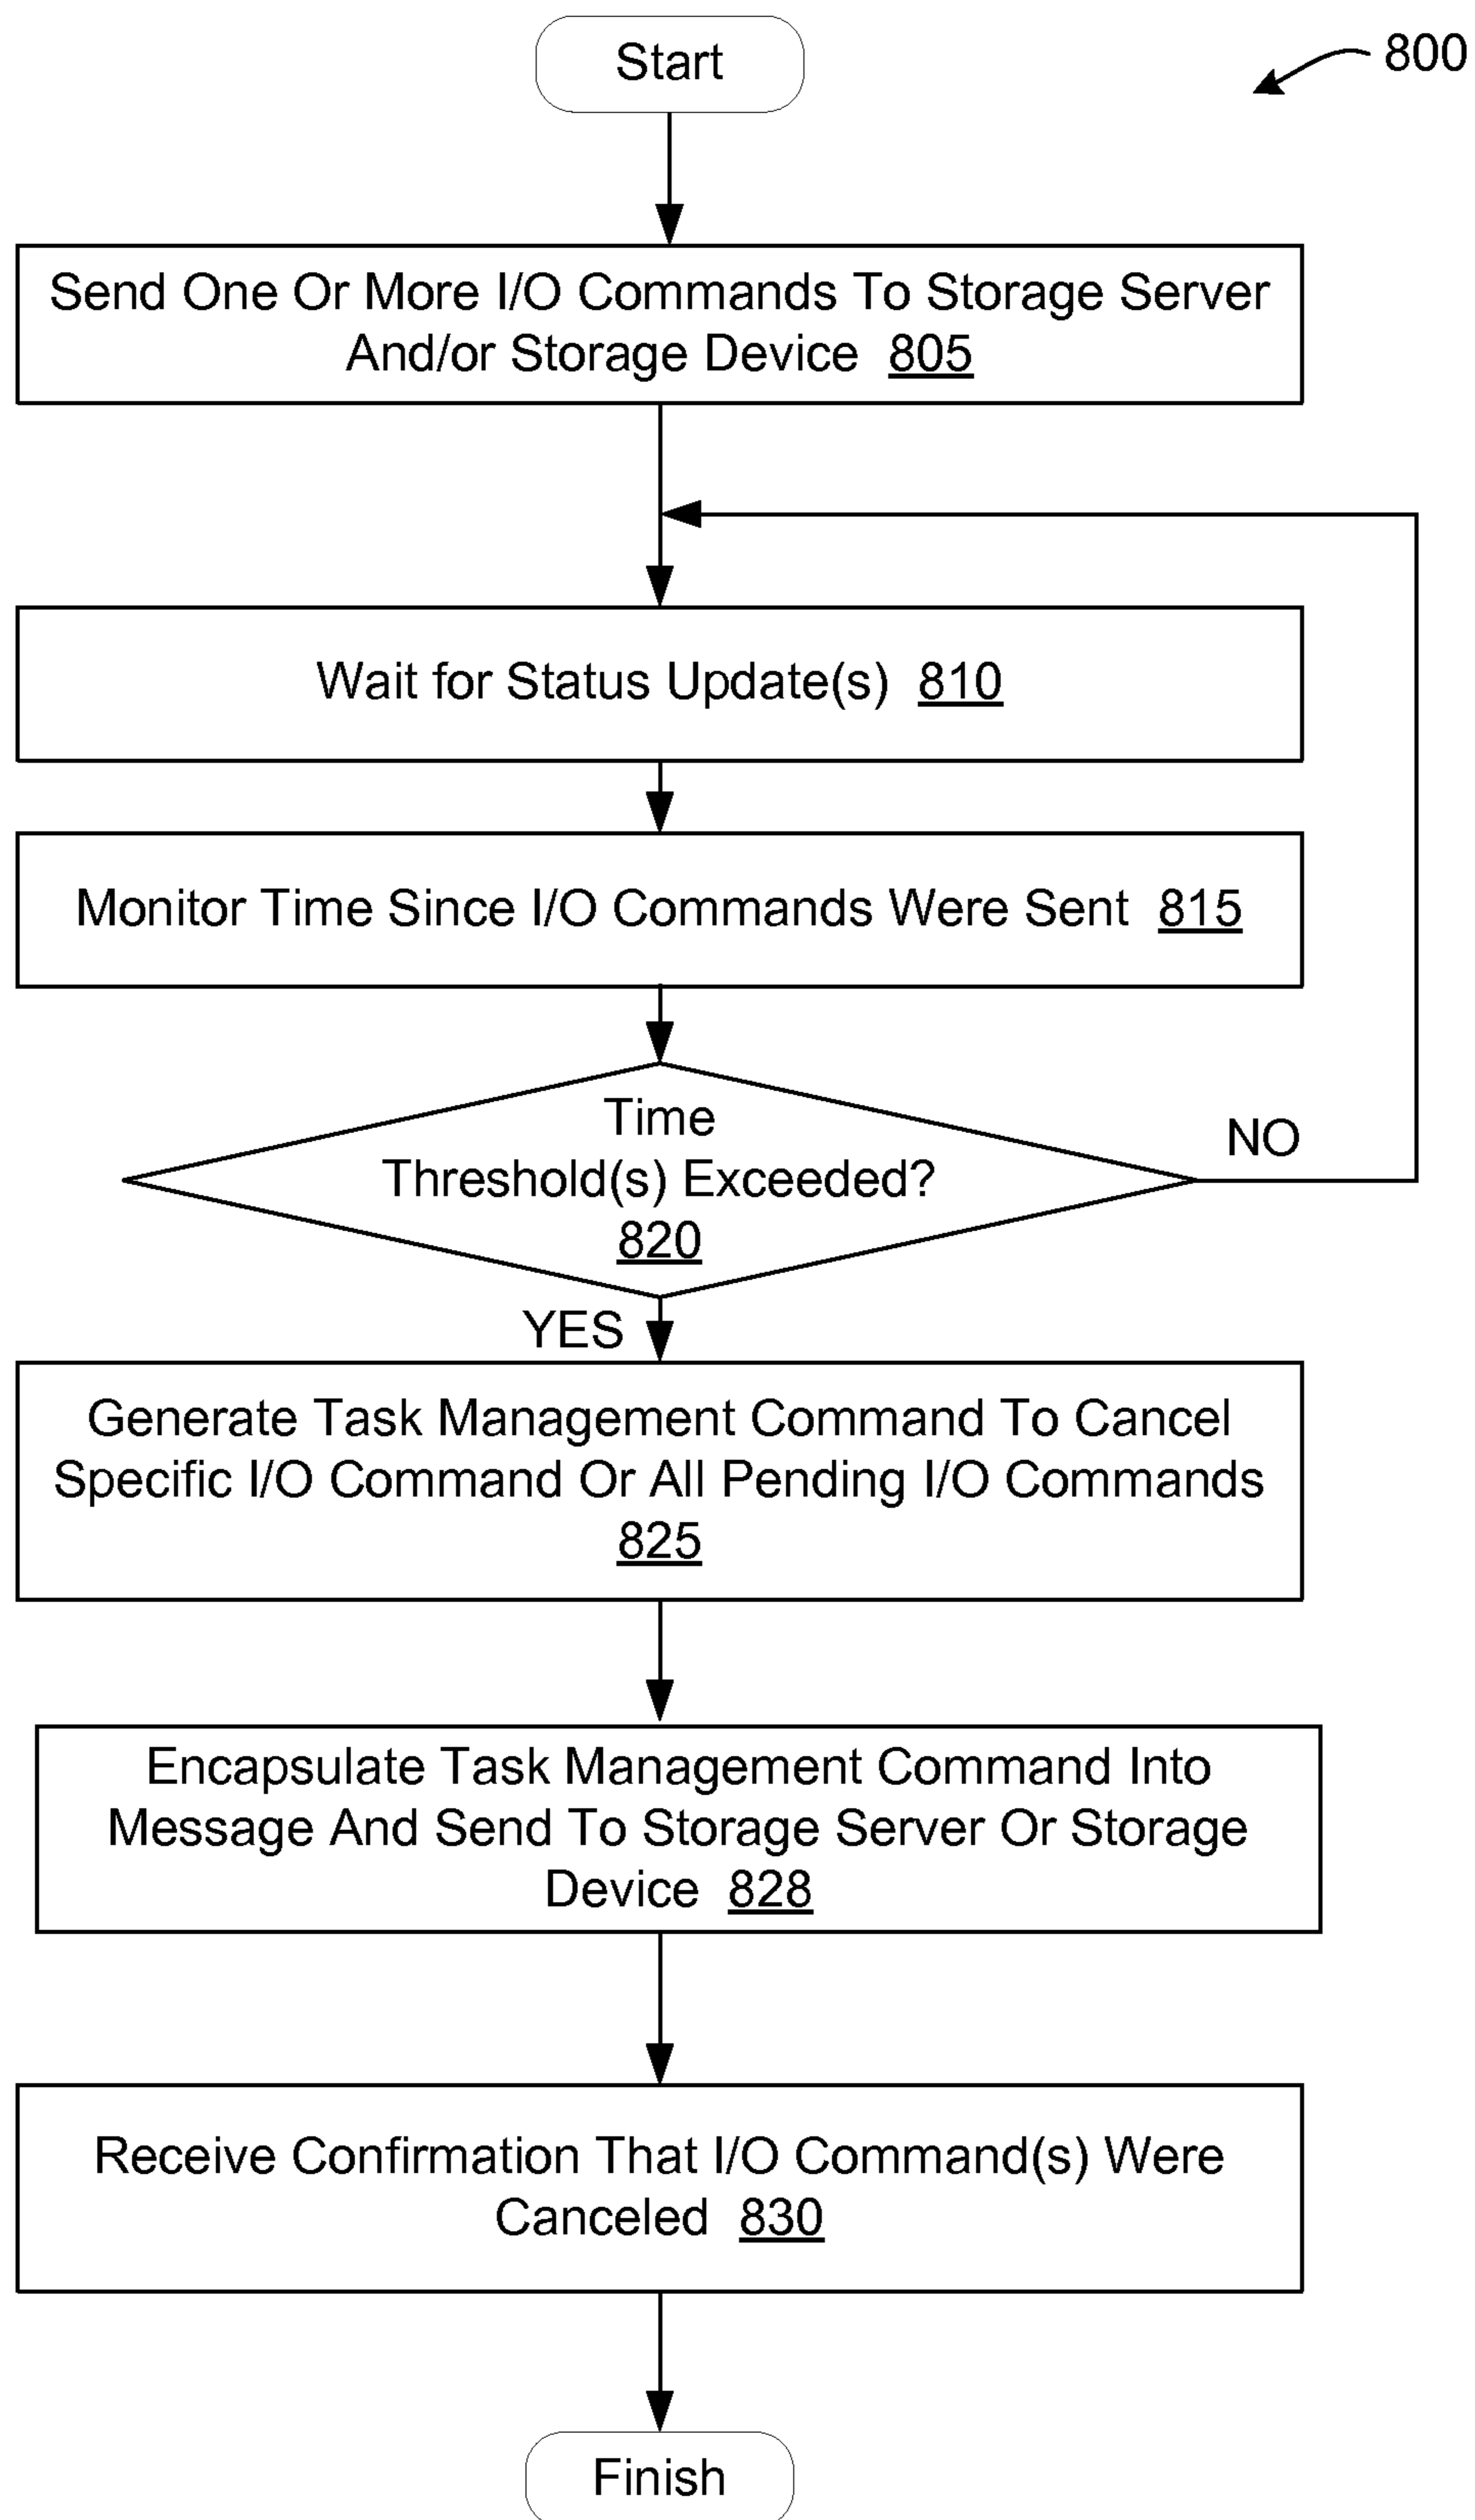 Start
800
Send One Or More I/O Commands To Storage Server
And/or Storage Device 805
Wait for Status Update(s) 810
Monitor Time Since I/O Commands Were Sent 815
Time
Threshold(s) Exceeded?
820
NO
YES
Generate Task Management Command To Cancel
Specific I/O Command Or All Pending I/O Commands
825
Encapsulate Task Management Command Into
Message And Send To Storage Server Or Storage
Device 828
Receive Confirmation That I/O Command(s) Were
Canceled 830
Finish